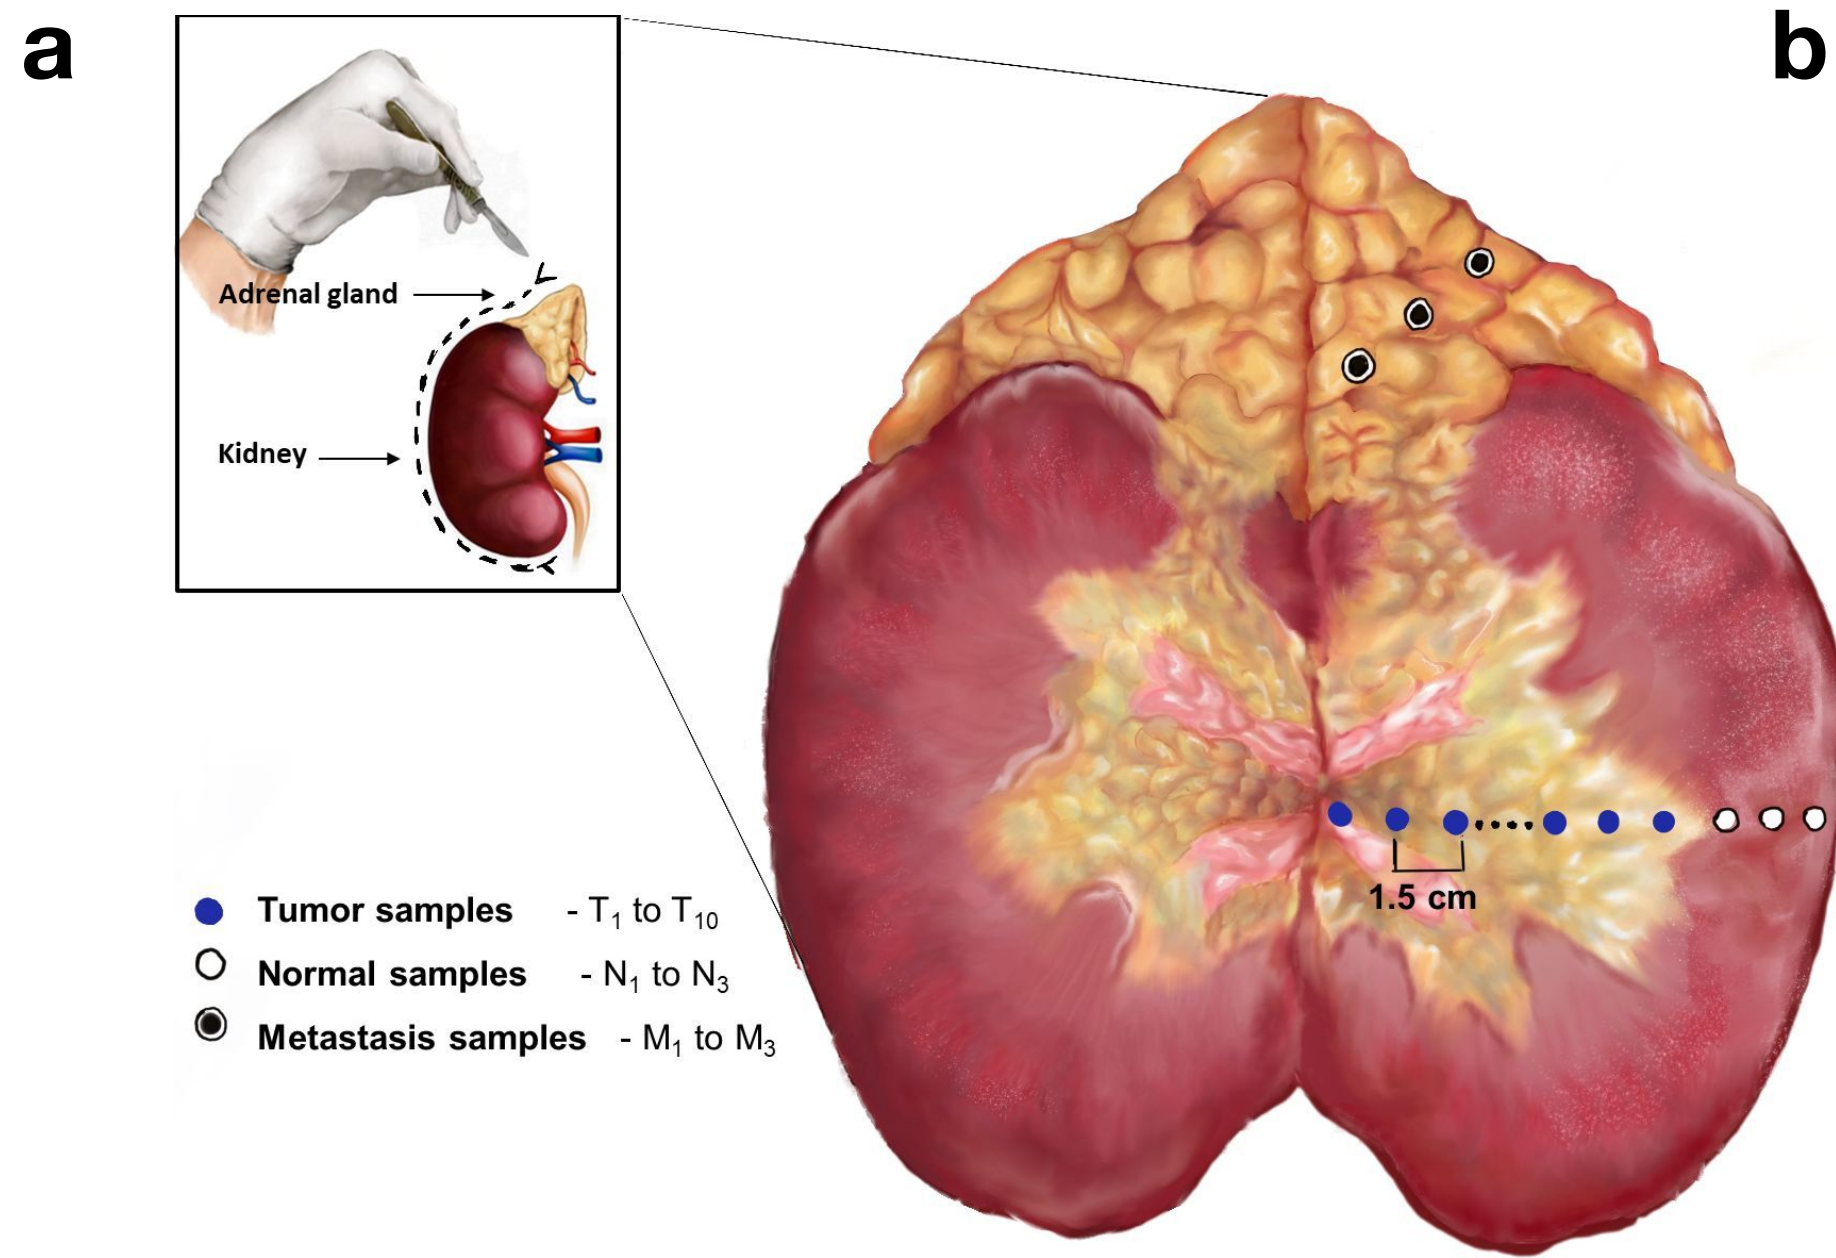 a
b
Adrenal gland
Kidney
1.5 cm
Tumor samples - T1 to T10
Normal samples - N1 to N3
Metastasis samples - M1 to M3